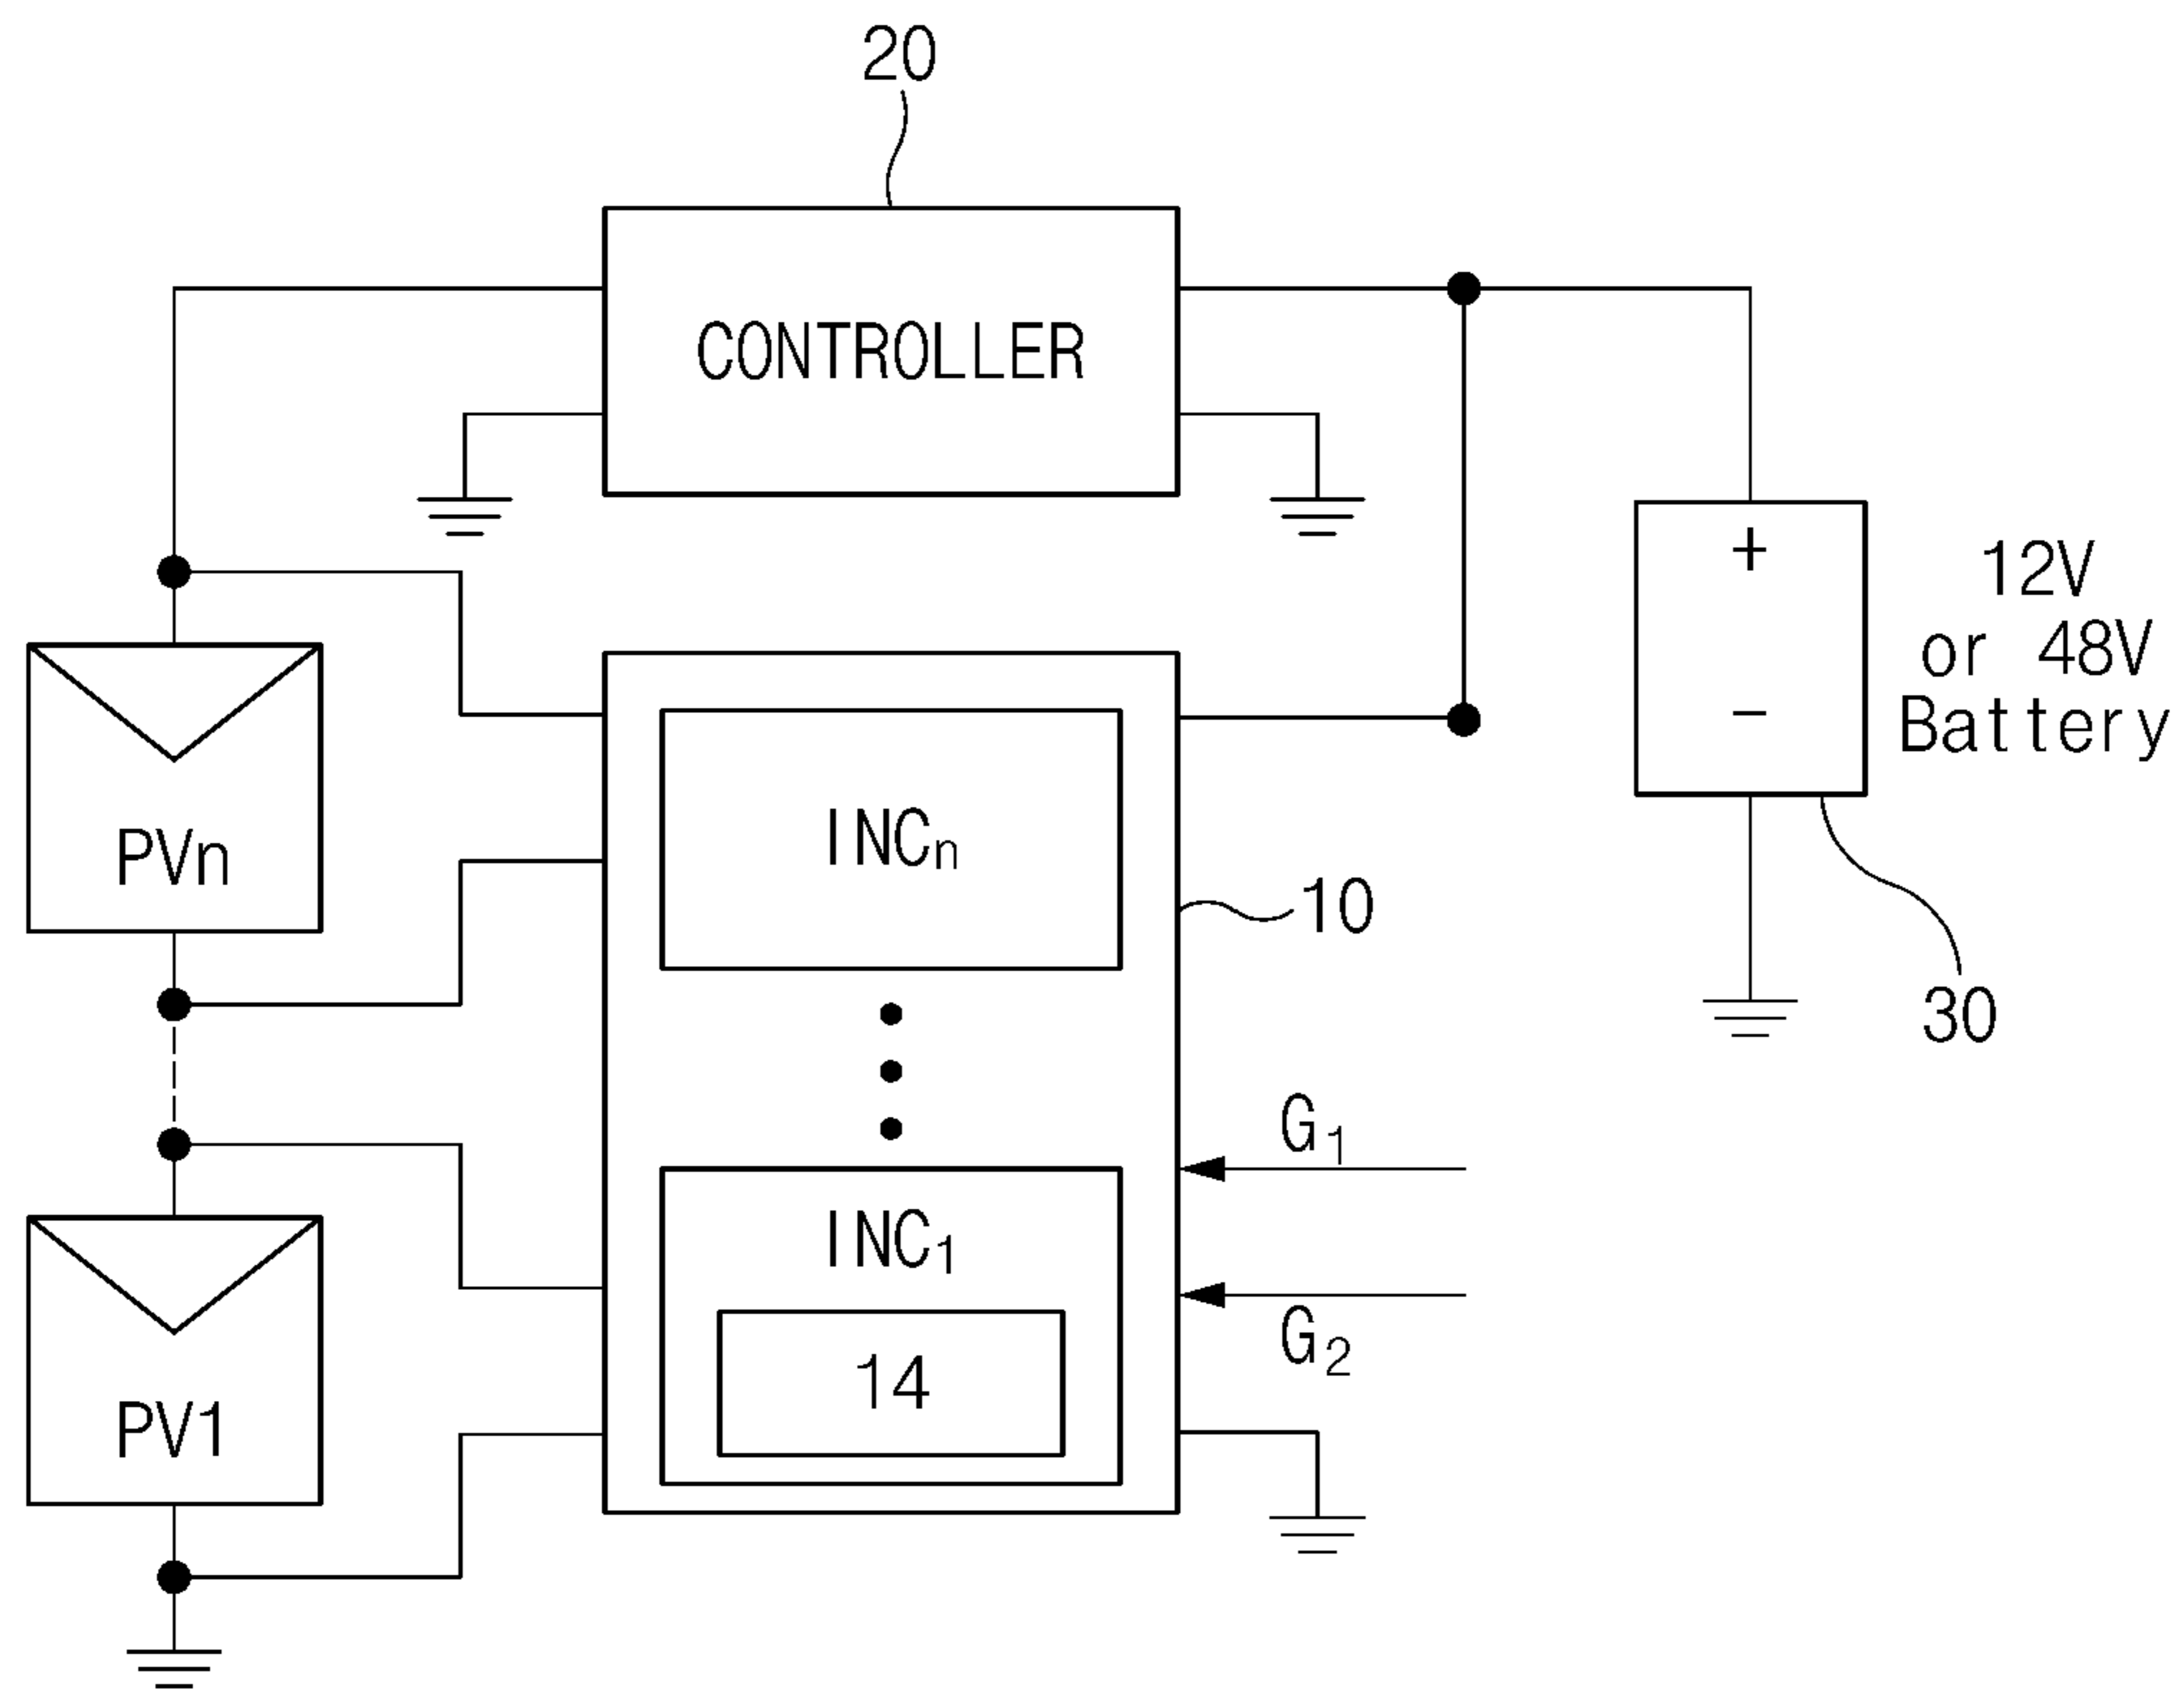 20
CONTROLLER
+
12V
or 48V
Battery
−
PVn
INCn
10
30
G1
INC1
G2
14
PV1